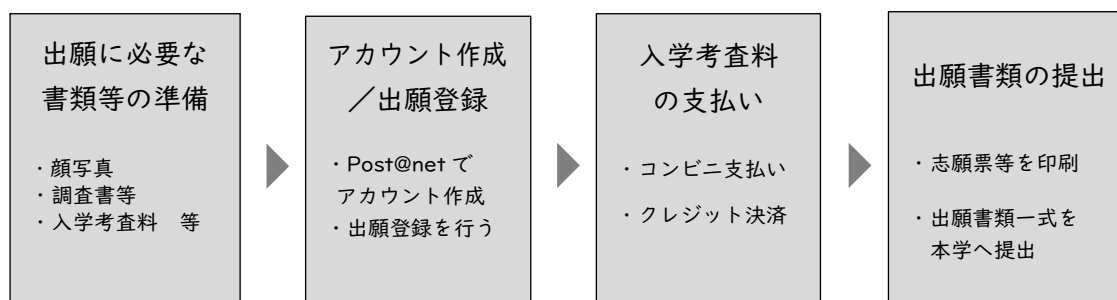 出願に必要な
書類等の準備
・顔写真
・調査書等
・入学考査料　等
アカウント作成
／出願登録
・Post@net で
アカウント作成
・出願登録を行う
入学考査料
の支払い
・コンビニ支払い
・クレジット決済
出願書類の提出
・志願票等を印刷
・出願書類一式を
本学へ提出